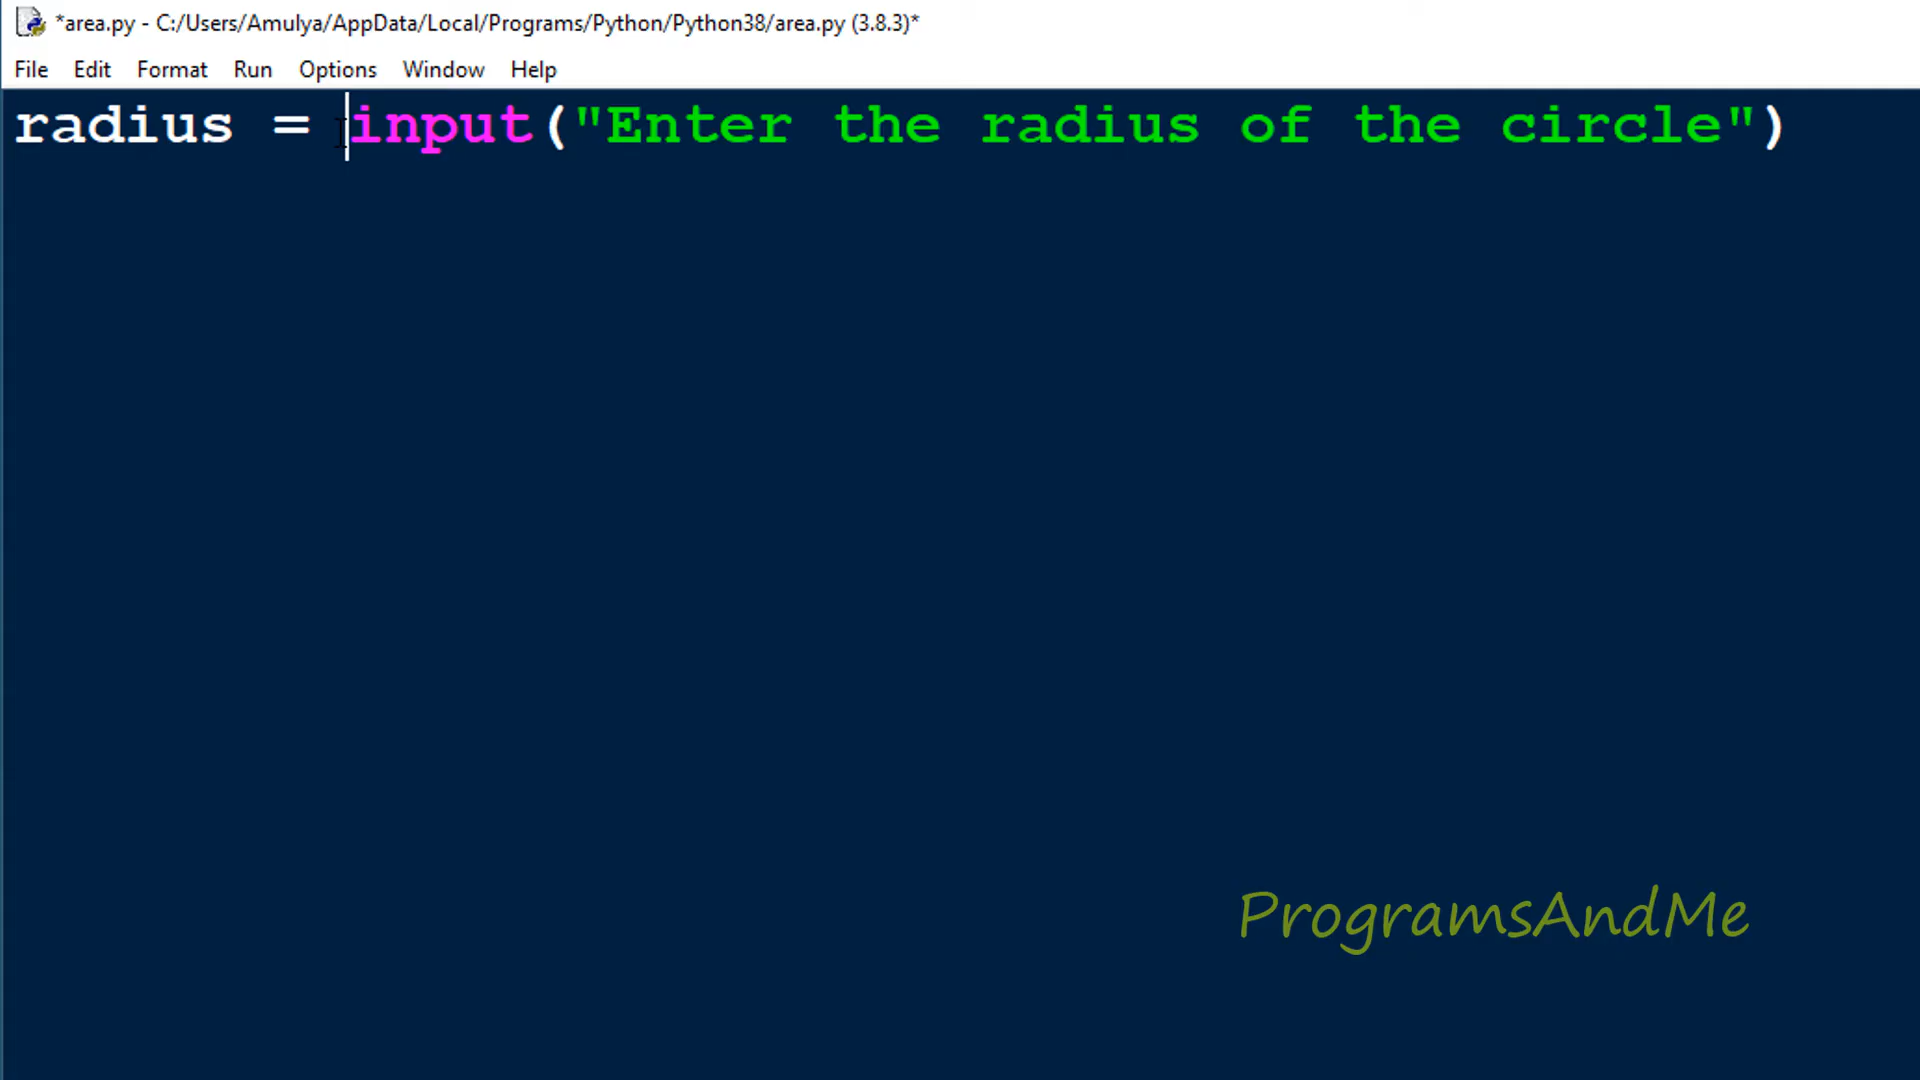 *area.py - C:/Users/Amulya/AppData/Local/Programs/Python/Python38/area.py (3.8.3)*
File Edit Format Run Options Window Help
radius = input("Enter the radius of the circle")
ProgramsAndMe